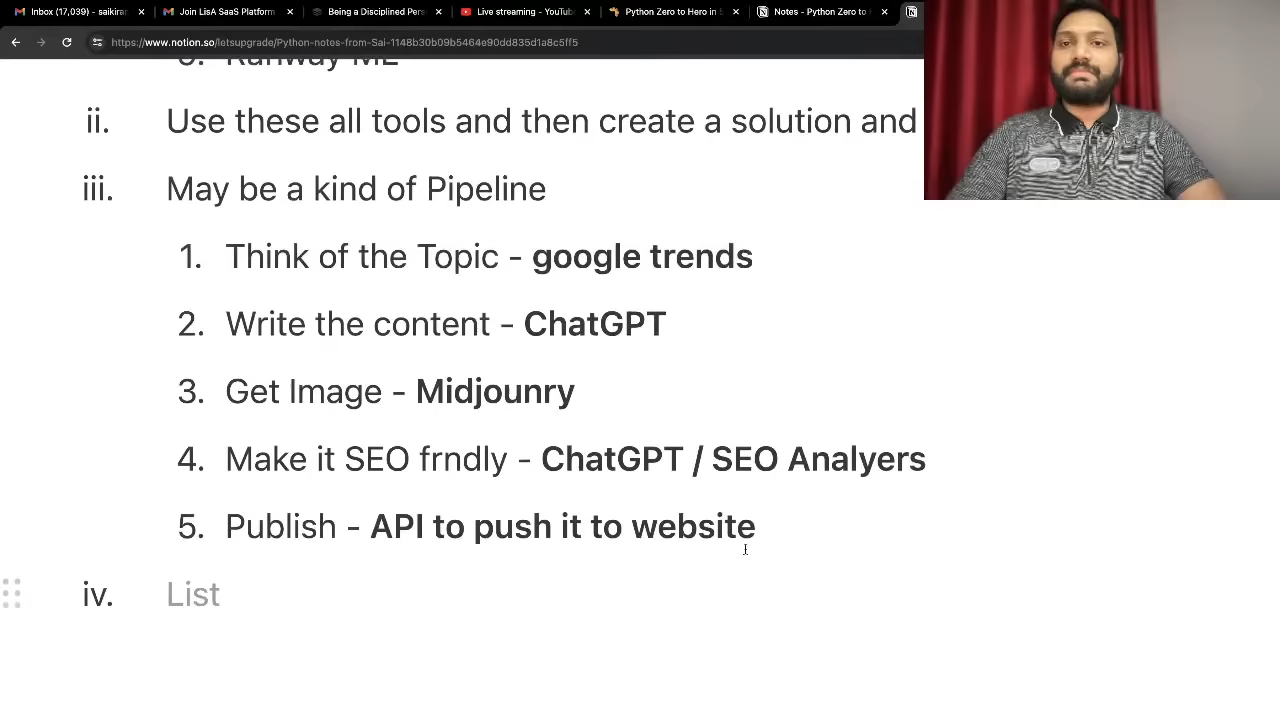 Inbox (17,039) - saikiran
Join LisA SaaS Platform
Being a Disciplined Pers
Live streaming - YouTub
Python Zero to Hero in 5
Notes - Python Zero to H
https://www.notion.so/letsupgrade/Python-notes-from-Sai-1148b30b09b5464e90dd835d1a8c5ff5
Runway ML
ii. Use these all tools and then create a solution and
iii. May be a kind of Pipeline
1. Think of the Topic - google trends
2. Write the content - ChatGPT
3. Get Image - Midjounry
4. Make it SEO frndly - ChatGPT / SEO Analyers
5. Publish - API to push it to website
iv. List